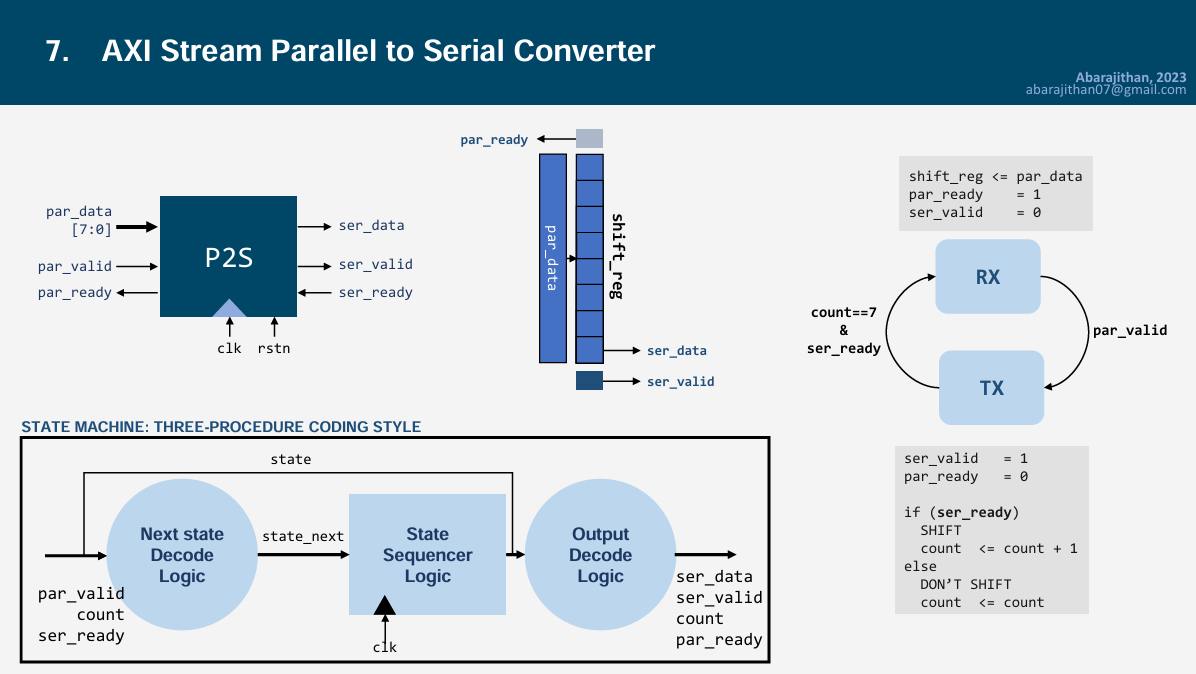 7. AXI Stream Parallel to Serial Converter
Abarajithan, 2023
abarajithan07@gmail.com
par_data
[7:0]
par_valid
par_ready
P2S
ser_data
ser_valid
ser_ready
clk
rstn
par_ready
par_data
shift_reg
ser_data
ser_valid
shift_reg <= par_data
par_ready = 1
ser_valid = 0
RX
count==7
&
ser_ready
par_valid
TX
ser_valid = 1
par_ready = 0
if (ser_ready)
SHIFT
count <= count + 1
else
DON’T SHIFT
count <= count
STATE MACHINE: THREE-PROCEDURE CODING STYLE
state
Next state
Decode
Logic
state_next
State
Sequencer
Logic
Output
Decode
Logic
par_valid
count
ser_ready
clk
ser_data
ser_valid
count
par_ready